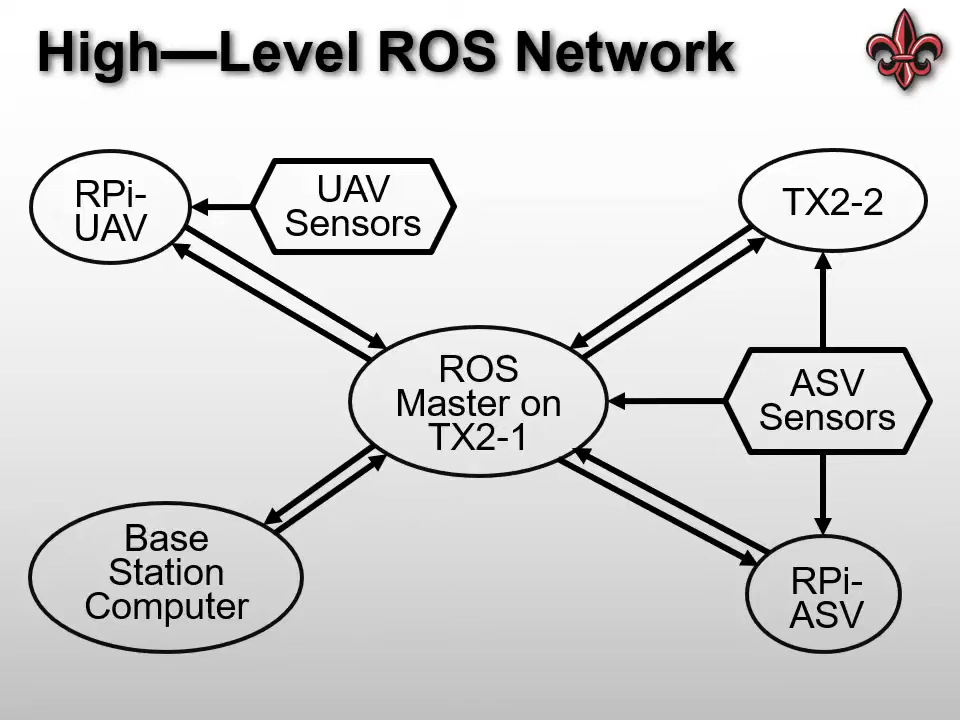 High—Level ROS Network
RPi-
UAV
UAV
Sensors
TX2-2
ROS
Master on
TX2-1
ASV
Sensors
Base
Station
Computer
RPi-
ASV